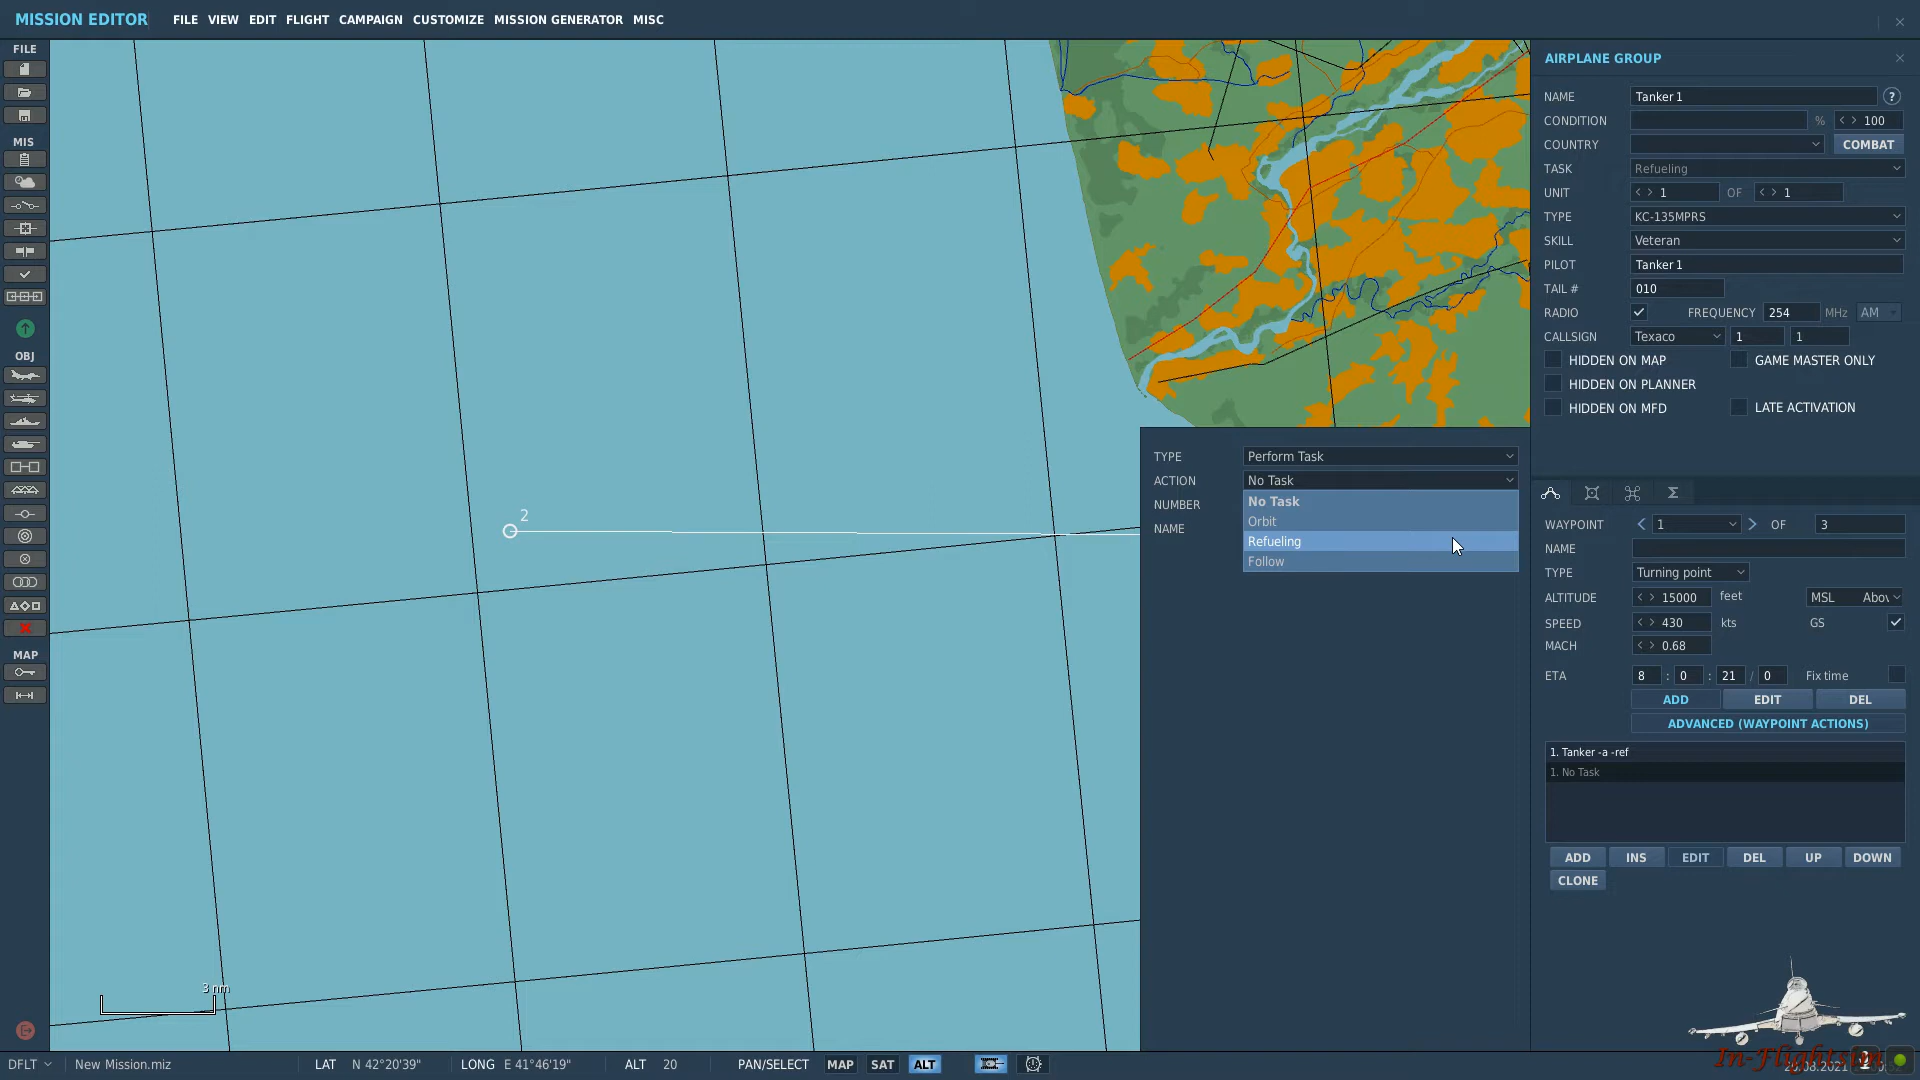 MISSION EDITOR
FILE VIEW EDIT FLIGHT CAMPAIGN CUSTOMIZE MISSION GENERATOR MISC
FILE
MIS
OBJ
MAP
2
3 nm
TYPE Perform Task
ACTION No Task
NUMBER
NAME
No Task
Orbit
Refueling
Follow
AIRPLANE GROUP
NAME Tanker 1 ?
CONDITION % < > 100
COUNTRY COMBAT
TASK Refueling
UNIT < > 1 OF < > 1
TYPE KC-135MPRS
SKILL Veteran
PILOT Tanker 1
TAIL # 010
RADIO FREQUENCY 254 MHz AM
CALLSIGN Texaco 1 1
HIDDEN ON MAP GAME MASTER ONLY
HIDDEN ON PLANNER
HIDDEN ON MFD LATE ACTIVATION
WAYPOINT < 1 > OF 3
NAME
TYPE Turning point
ALTITUDE < > 15000 feet MSL Abov
SPEED < > 430 kts GS
MACH < > 0.68
ETA 8 : 0 : 21 / 0 Fix time
ADD EDIT DEL
ADVANCED (WAYPOINT ACTIONS)
1. Tanker -a -ref
1. No Task
ADD INS EDIT DEL UP DOWN
CLONE
In-Flightsim
DFLT New Mission.miz LAT N 42°20'39" LONG E 41°46'19" ALT 20 PAN/SELECT MAP SAT ALT